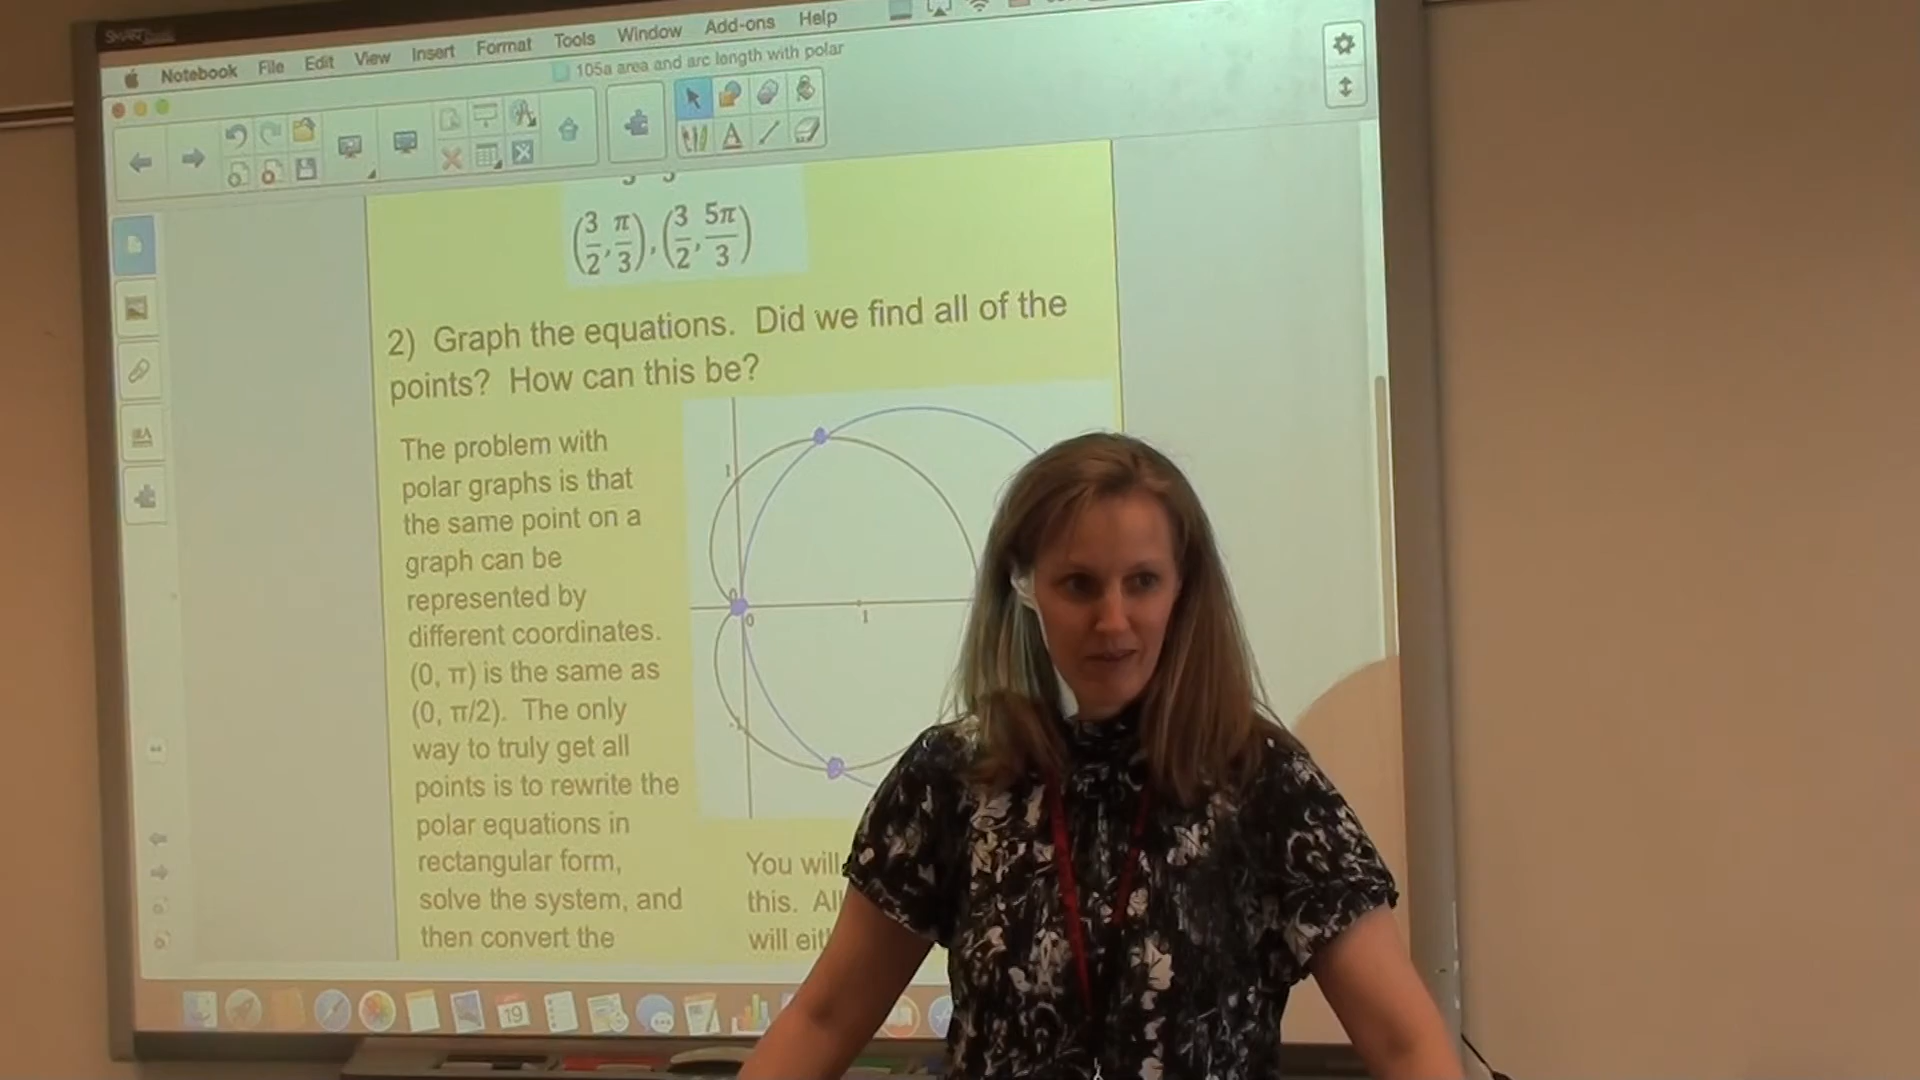 Notebook File Edit View Insert Format Tools Window Add-ons Help
105a area and arc length with polar
(3/2, π/3), (3/2, 5π/3)
2) Graph the equations. Did we find all of the
points? How can this be?
The problem with
polar graphs is that
the same point on a
graph can be
represented by
different coordinates.
(0, π) is the same as
(0, π/2). The only
way to truly get all
points is to rewrite the
polar equations in
rectangular form,
solve the system, and
then convert the
1
0
0
1
-1
You will
this.
will
19